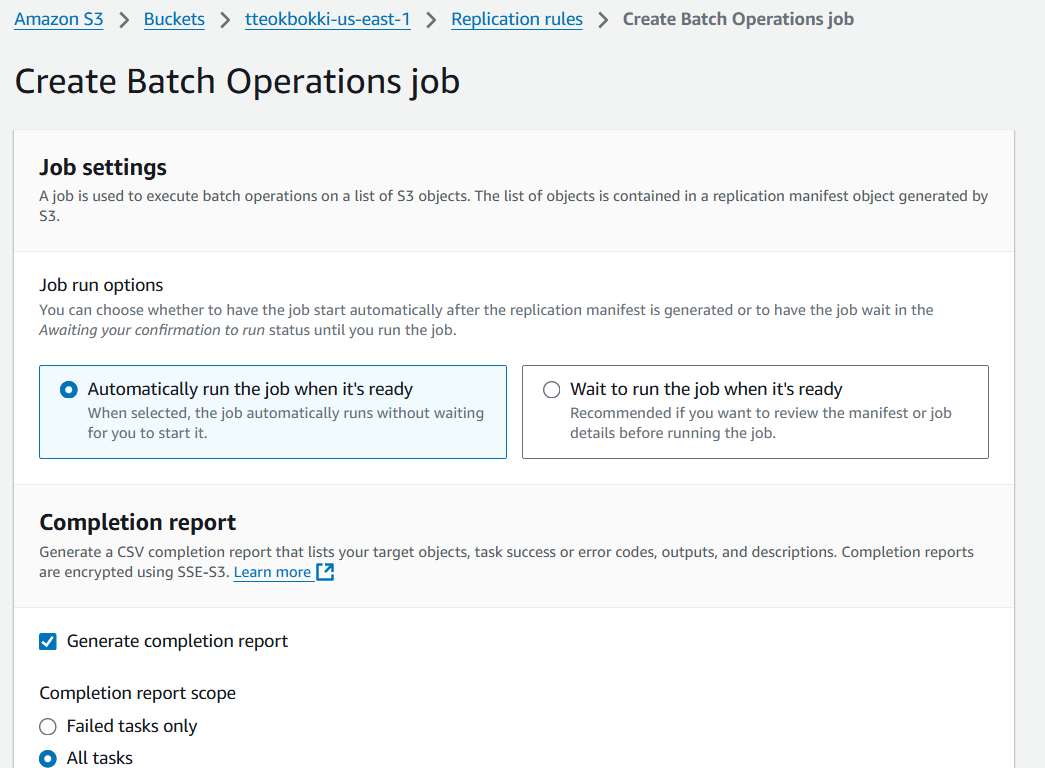 Amazon S3 > Buckets > tteokbokki-us-east-1 > Replication rules > Create Batch Operations job
Create Batch Operations job
Job settings
A job is used to execute batch operations on a list of S3 objects. The list of objects is contained in a replication manifest object generated by
S3.
Job run options
You can choose whether to have the job start automatically after the replication manifest is generated or to have the job wait in the
Awaiting your confirmation to run status until you run the job.
Automatically run the job when it's ready
When selected, the job automatically runs without waiting
for you to start it.
Wait to run the job when it's ready
Recommended if you want to review the manifest or job
details before running the job.
Completion report
Generate a CSV completion report that lists your target objects, task success or error codes, outputs, and descriptions. Completion reports
are encrypted using SSE-S3. Learn more
Generate completion report
Completion report scope
Failed tasks only
All tasks